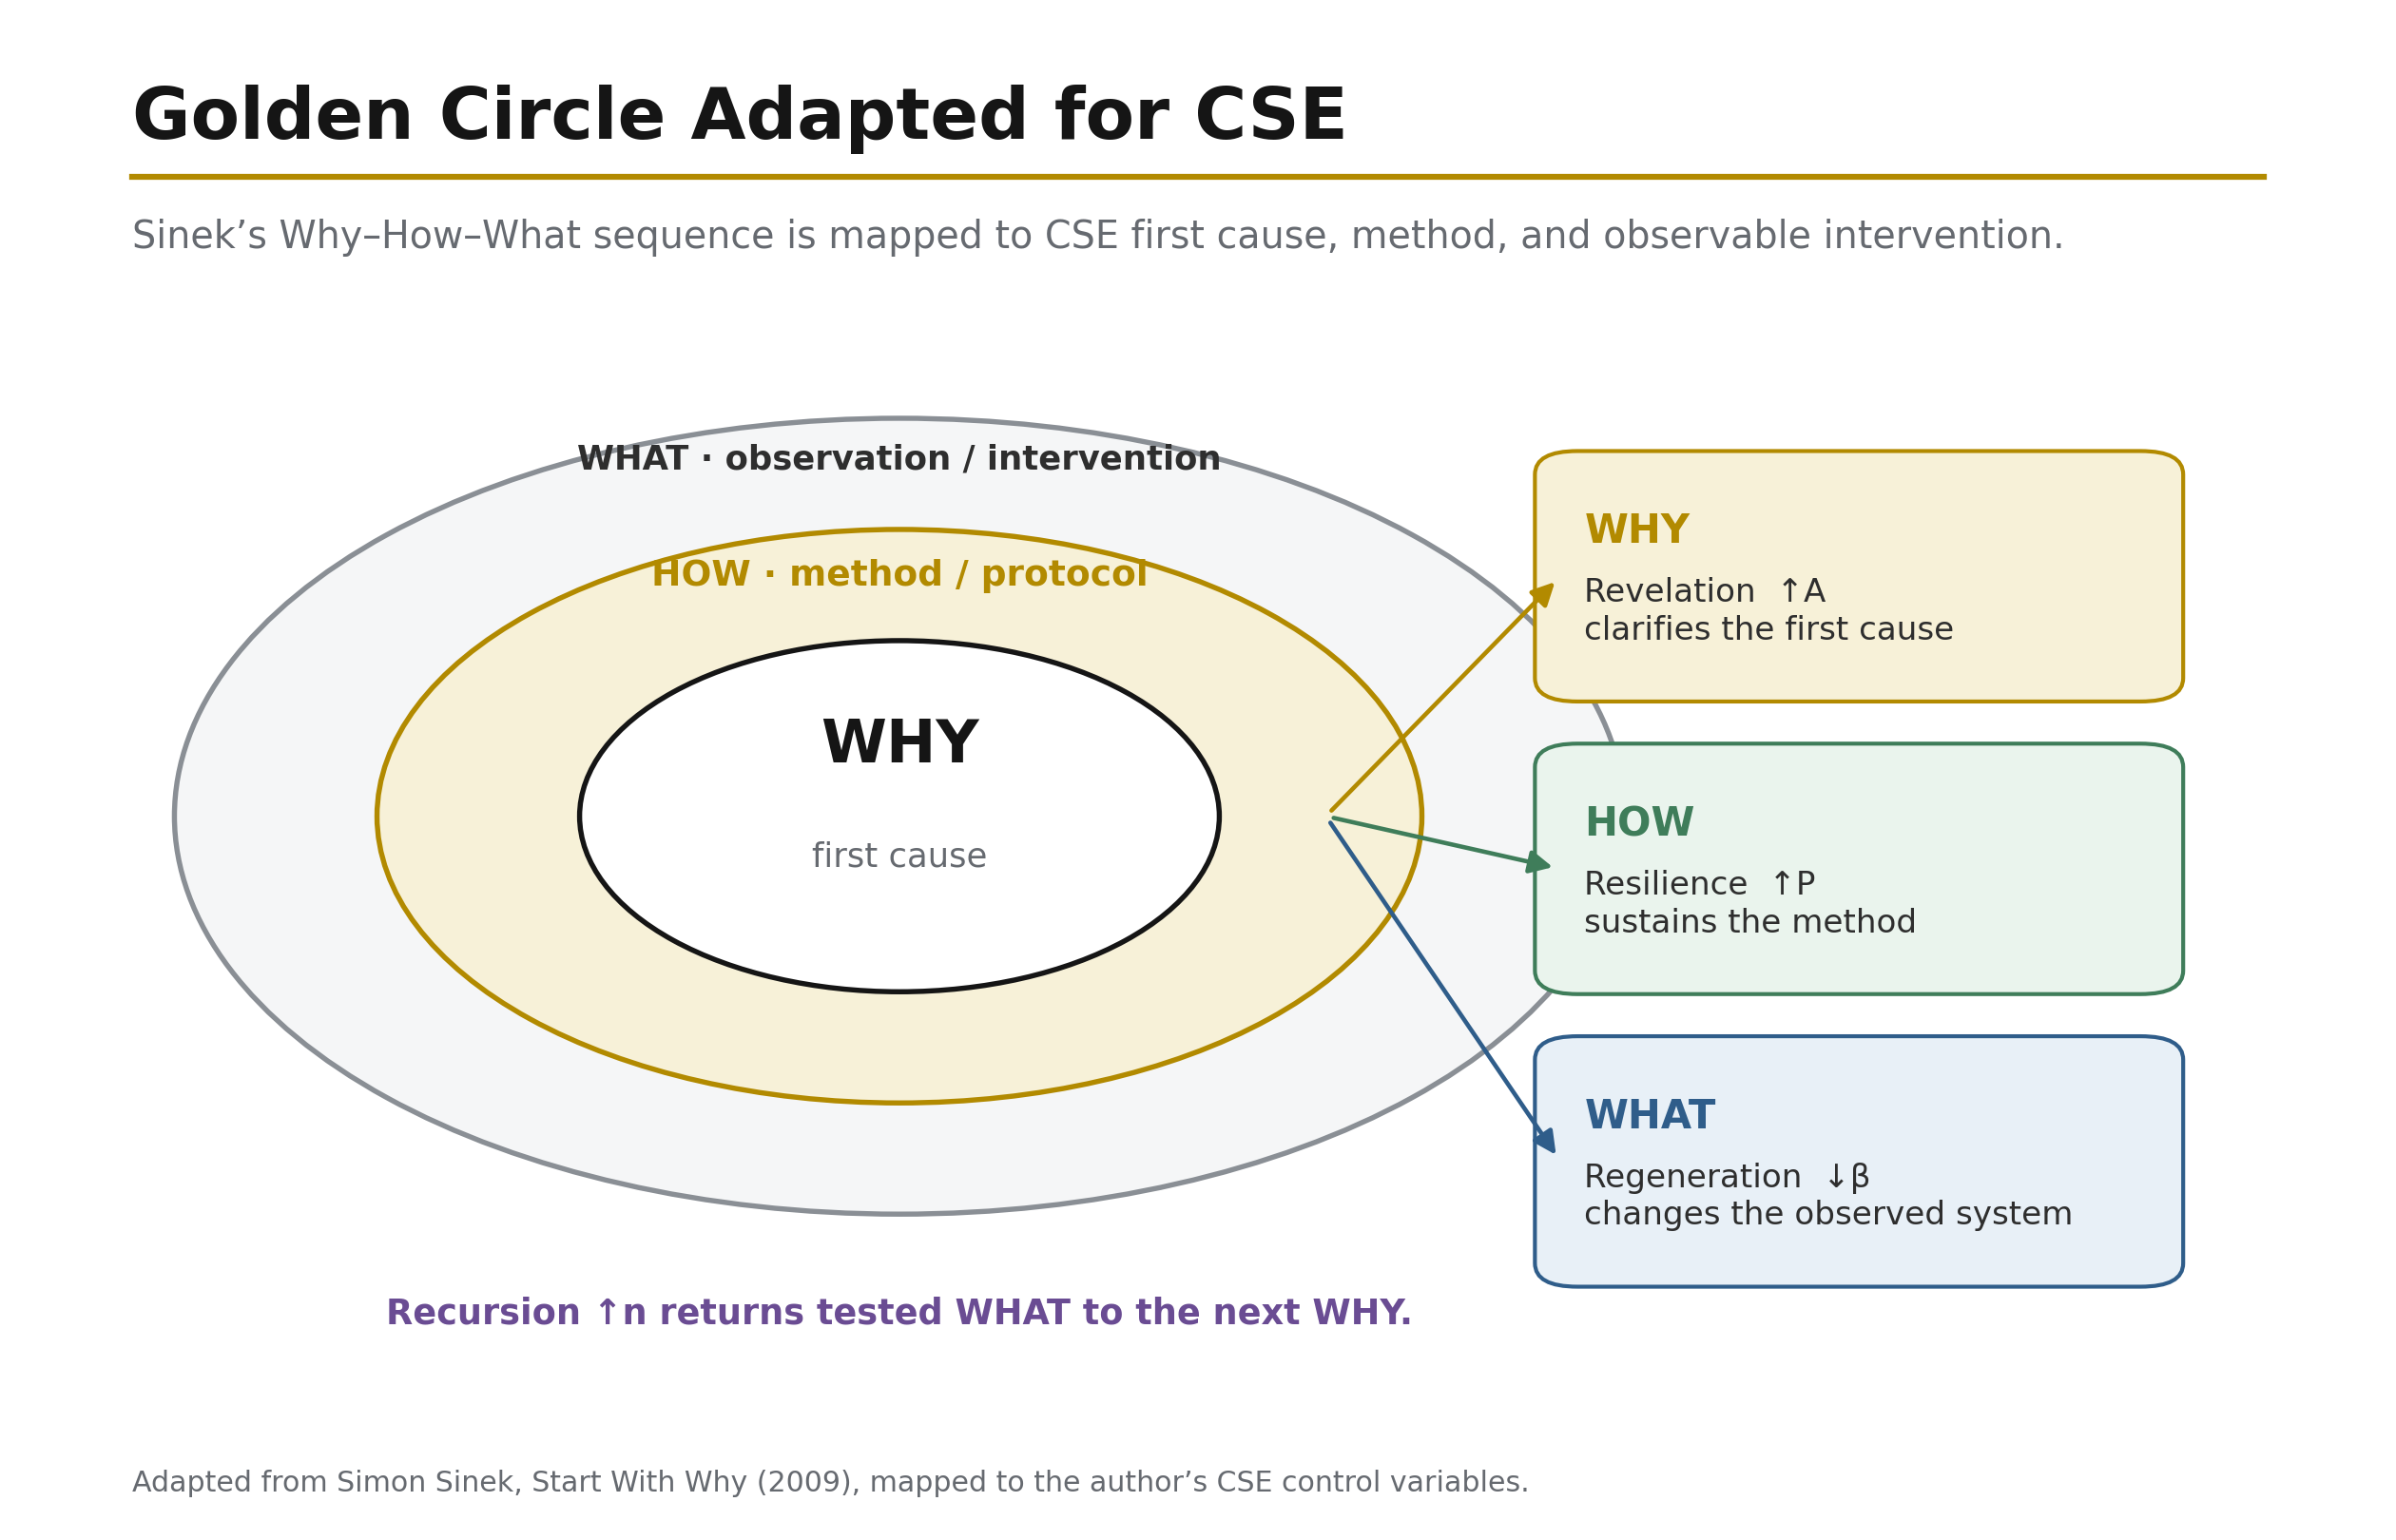 Golden Circle Adapted for CSE
Sinek’s Why–How–What sequence is mapped to CSE first cause, method, and observable intervention.
WHAT · observation / intervention
HOW · method / protocol
WHY
first cause
WHY
Revelation ↑A
clarifies the first cause
HOW
Resilience ↑P
sustains the method
WHAT
Regeneration ↓β
changes the observed system
Recursion ↑n returns tested WHAT to the next WHY.
Adapted from Simon Sinek, Start With Why (2009), mapped to the author’s CSE control variables.